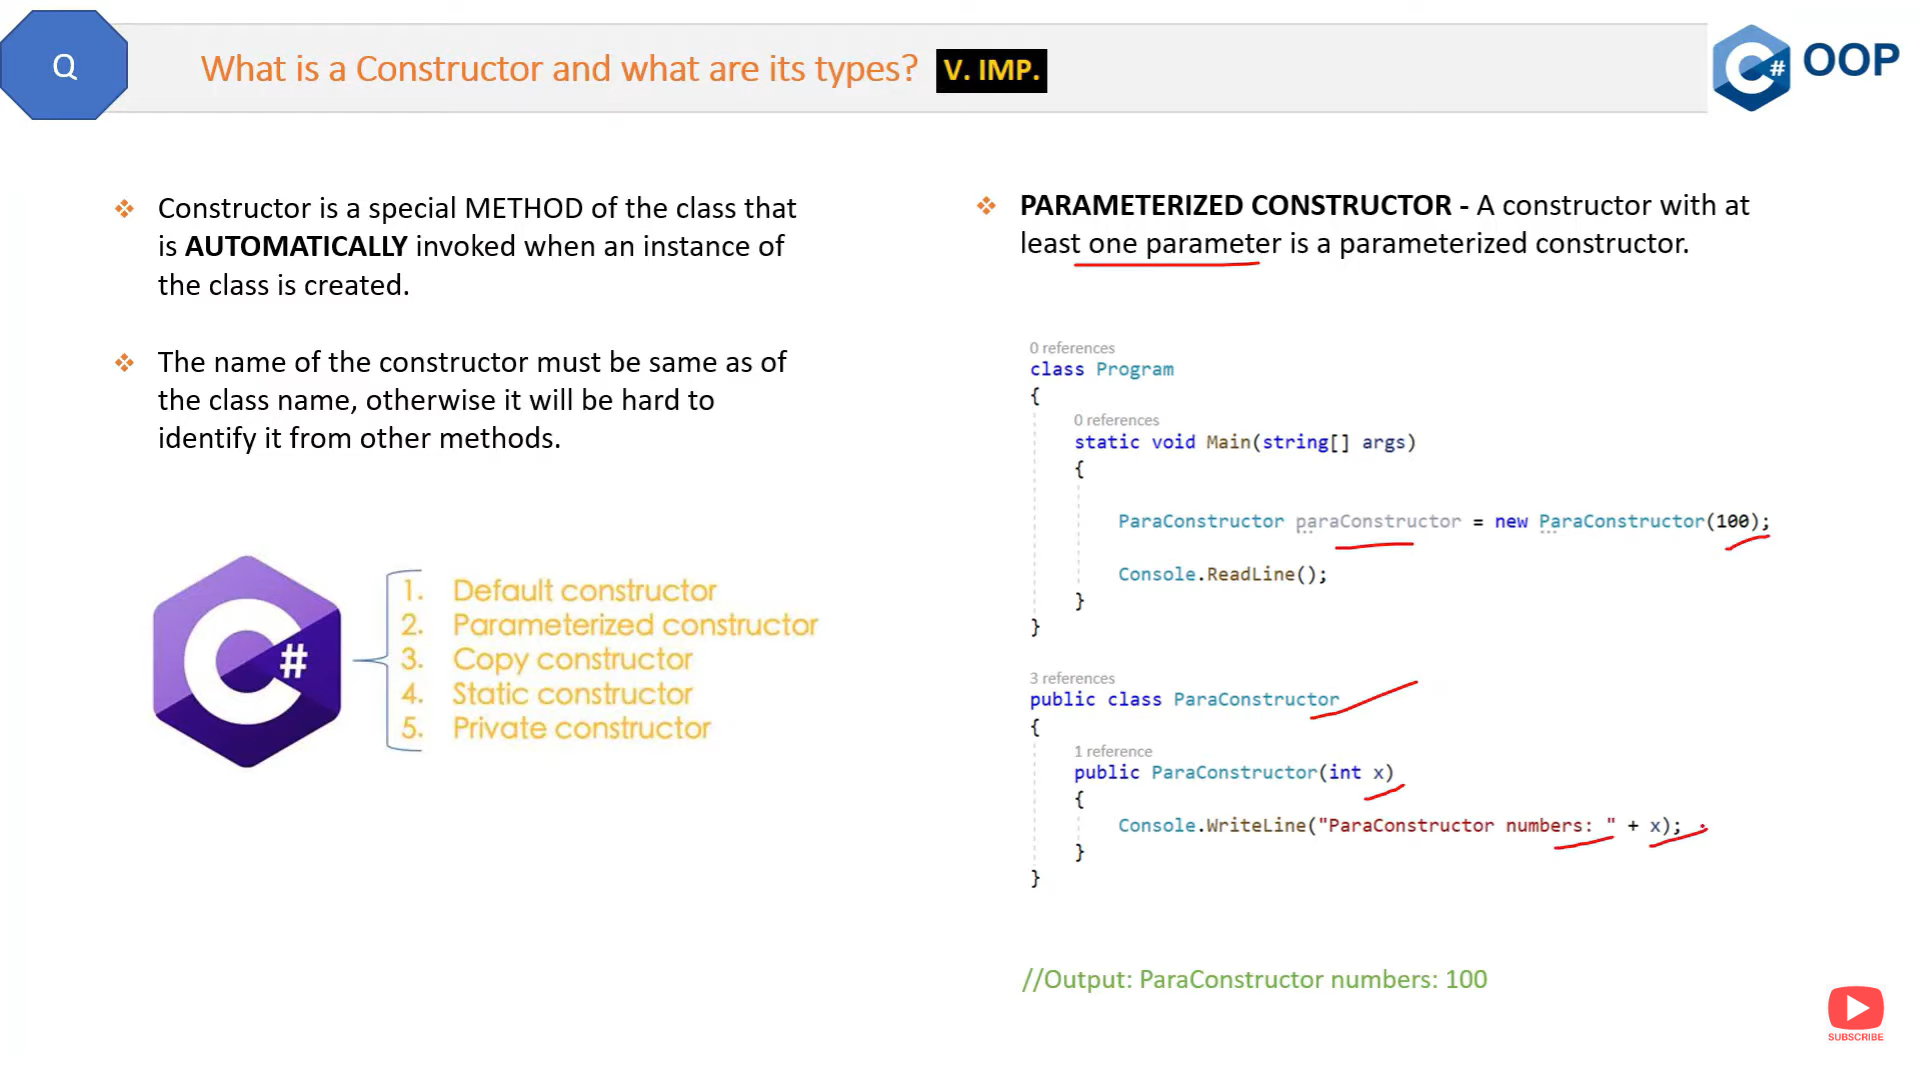 Q
What is a Constructor and what are its types?
V. IMP.
C# OOP
Constructor is a special METHOD of the class that
is AUTOMATICALLY invoked when an instance of
the class is created.
The name of the constructor must be same as of
the class name, otherwise it will be hard to
identify it from other methods.
C#
1. Default constructor
2. Parameterized constructor
3. Copy constructor
4. Static constructor
5. Private constructor
PARAMETERIZED CONSTRUCTOR - A constructor with at
least one parameter is a parameterized constructor.
0 references
class Program
{
0 references
static void Main(string[] args)
{
ParaConstructor paraConstructor = new ParaConstructor(100);
Console.ReadLine();
}
}
3 references
public class ParaConstructor
{
1 reference
public ParaConstructor(int x)
{
Console.WriteLine("ParaConstructor numbers: " + x);
}
}
//Output: ParaConstructor numbers: 100
SUBSCRIBE